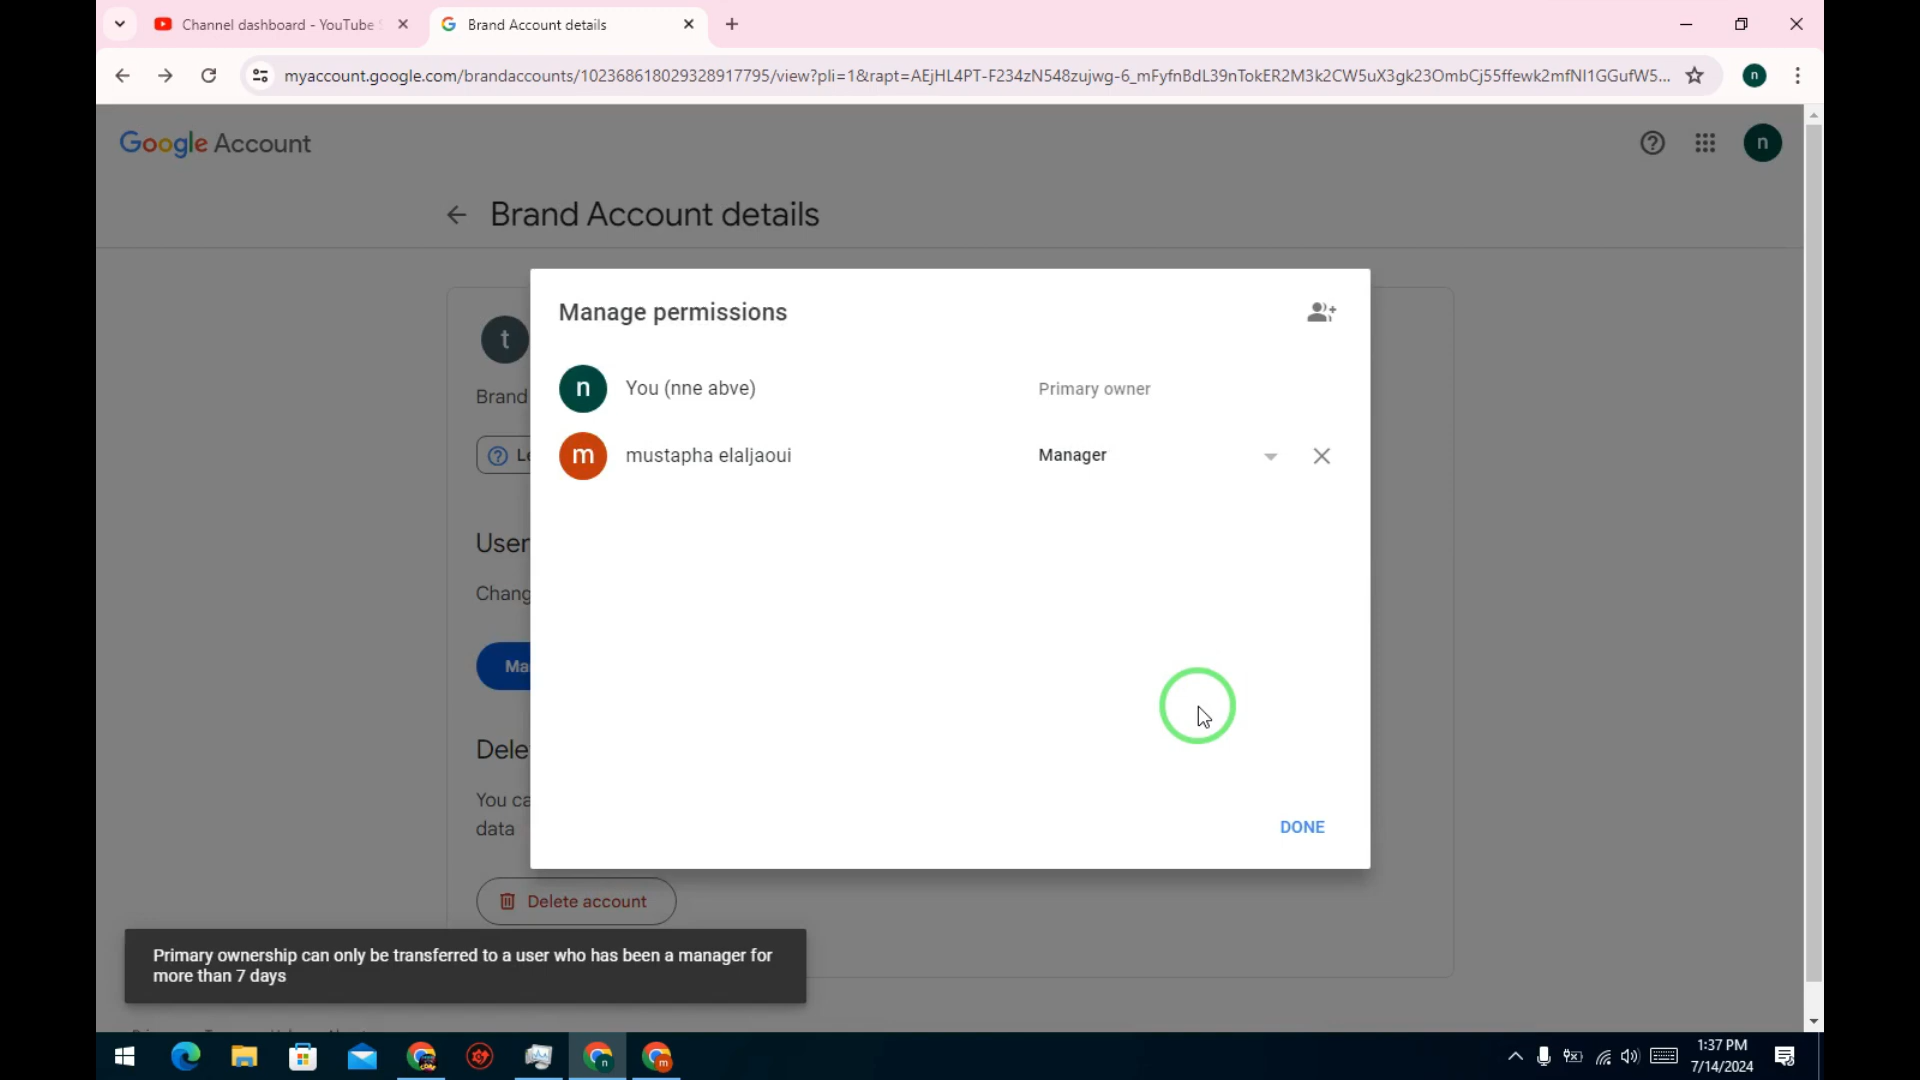 Channel dashboard - YouTube S
Brand Account details
myaccount.google.com/brandaccounts/102368618029328917795/view?pli=1&rapt=AEjHL4PT-F234zN548zujwg-6_mFyfnBdL39nTokER2M3k2CW5uX3gk23OmbCj55ffewk2mfNI1GGufW5...
n
Google Account
n
Brand Account details
Manage permissions
t
n You (nne abve) Primary owner
Brand
m mustapha elaljaoui Manager
Le
User
Chang
Ma
Dele
You ca
data
DONE
Delete account
Primary ownership can only be transferred to a user who has been a manager for
more than 7 days
n
m
1:37 PM
7/14/2024